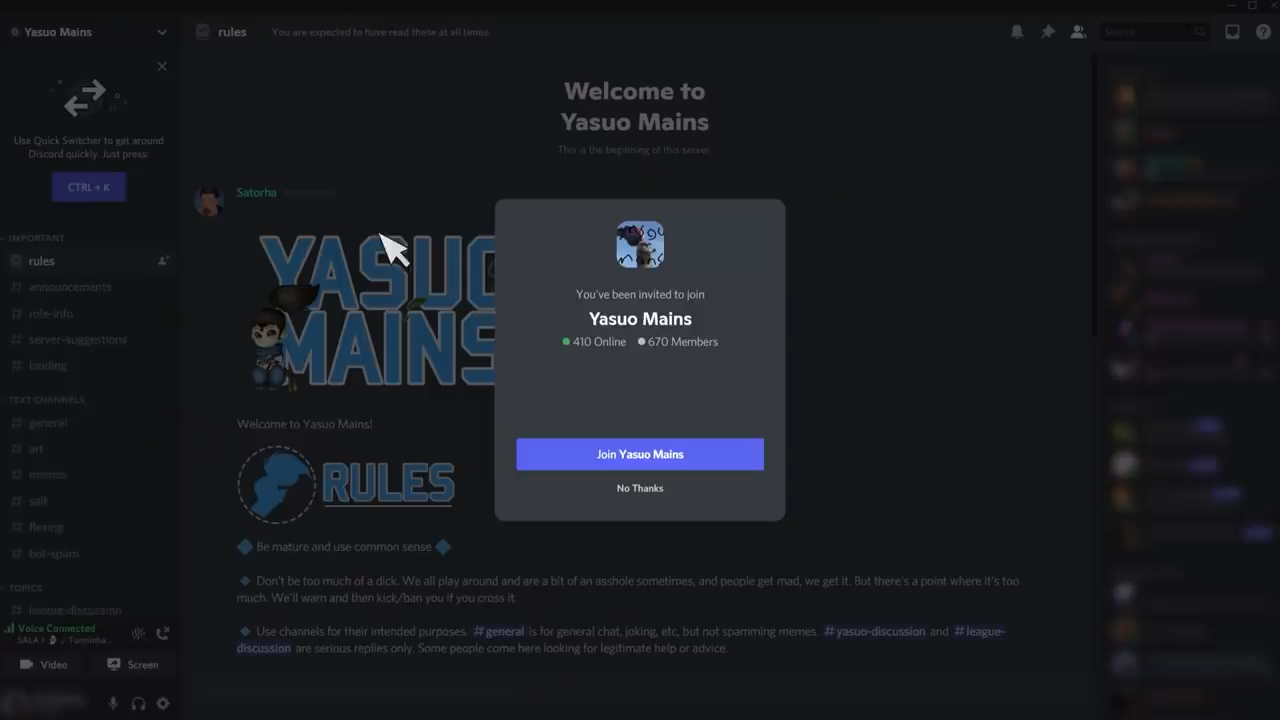 Yasuo Mains
rules
You are expected to have read these at all times.
Search
Use Quick Switcher to get around
Discord quickly. Just press:
CTRL + K
IMPORTANT
rules
announcements
role-info
server-suggestions
landing
TEXT CHANNELS
general
art
memes
salt
flexing
bot-spam
TOPICS
league-discussion
Voice Connected
Video
Screen
Welcome to
Yasuo Mains
This is the beginning of this server.
Satorha
YASUO
MAINS
Welcome to Yasuo Mains!
RULES
Be mature and use common sense
Don't be too much of a dick. We all play around and are a bit of an asshole sometimes, and people get mad, we get it. But there's a point where it's too
much. We'll warn and then kick/ban you if you cross it.
Use channels for their intended purposes. #general is for general chat, joking, etc, but not spamming memes. #yasuo-discussion and #league-
discussion are serious replies only. Some people come here looking for legitimate help or advice.
You've been invited to join
Yasuo Mains
410 Online 670 Members
Join Yasuo Mains
No Thanks